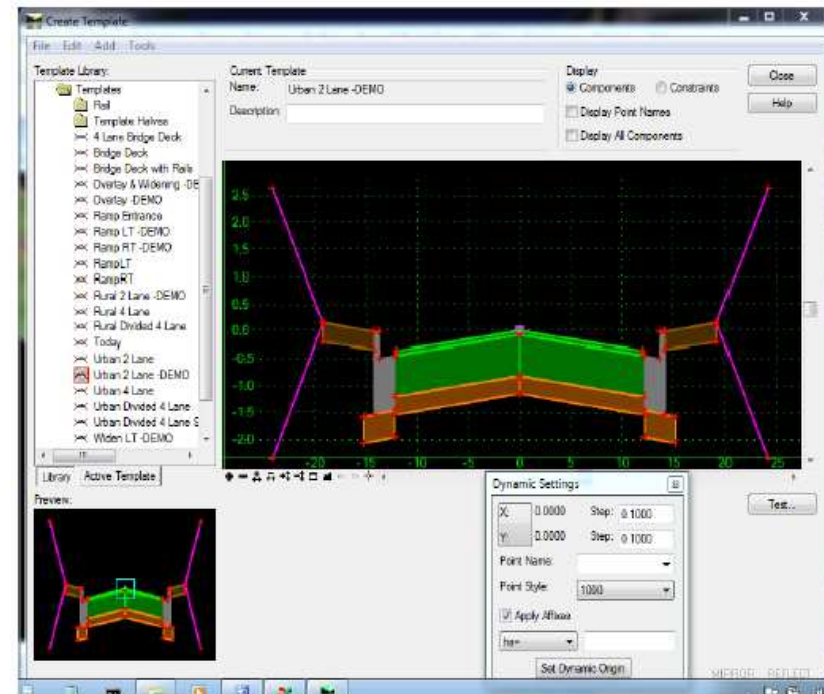 Create Template
File Edit Add Tools
Template Library:
Templates
Rail
Template Halves
4 Lane Bridge Deck
Bridge Deck
Bridge Deck with Rails
Overlay & Widening -DE
Overlay -DEMO
Ramp Entrance
Ramp LT -DEMO
Ramp RT -DEMO
RampLT
RampRT
Rural 2 Lane -DEMO
Rural 4 Lane
Rural Divided 4 Lane
Today
Urban 2 Lane
Urban 2 Lane -DEMO
Urban 4 Lane
Urban Divided 4 Lane
Urban Divided 4 Lane S
Widen LT -DEMO
Library Active Template
Preview:
Current Template
Name: Urban 2 Lane -DEMO
Description:
Display
Components Constraints
Display Point Names
Display All Components
Close
Help
2.5
2.0
1.5
1.0
0.5
0.0
-0.5
-1.0
-1.5
-2.0
-20 -15 -10 -5 0 5 10 15 20 25
Test...
Dynamic Settings
X: 0.0000 Step: 0.1000
Y: 0.0000 Step: 0.1000
Point Name:
Point Style: 1000
Apply Affixes
hs=
Set Dynamic Origin
MIRROR REFLECT